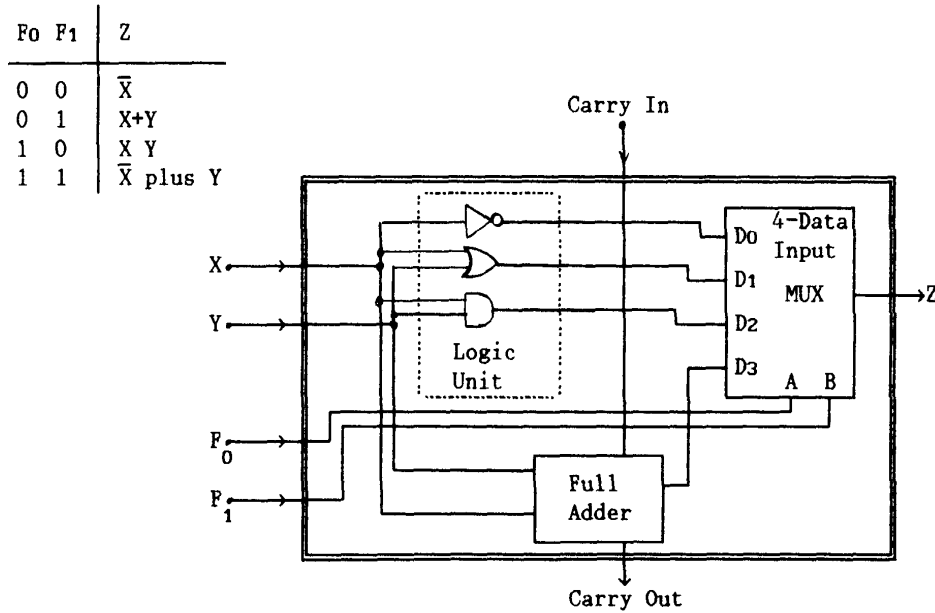 F0 F1 Z
0 0 X̅
0 1 X+Y
1 0 X Y
1 1 X̅ plus Y
Carry In
4-Data
Input
MUX
D0
D1
D2
D3
A B
Z
X
Y
Logic
Unit
F0
F1
Full
Adder
Carry Out